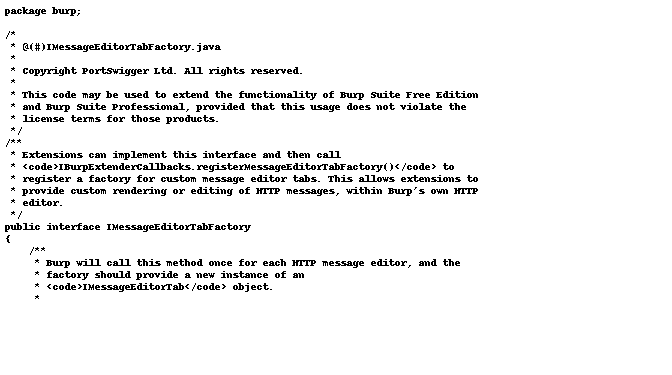 package burp;

/*
 * @(#)IMessageEditorTabFactory.java
 *
 * Copyright PortSwigger Ltd. All rights reserved.
 *
 * This code may be used to extend the functionality of Burp Suite Free Edition
 * and Burp Suite Professional, provided that this usage does not violate the
 * license terms for those products.
 */
/**
 * Extensions can implement this interface and then call
 * <code>IBurpExtenderCallbacks.registerMessageEditorTabFactory()</code> to
 * register a factory for custom message editor tabs. This allows extensions to
 * provide custom rendering or editing of HTTP messages, within Burp's own HTTP
 * editor.
 */
public interface IMessageEditorTabFactory
{
    /**
     * Burp will call this method once for each HTTP message editor, and the
     * factory should provide a new instance of an
     * <code>IMessageEditorTab</code> object.
     *